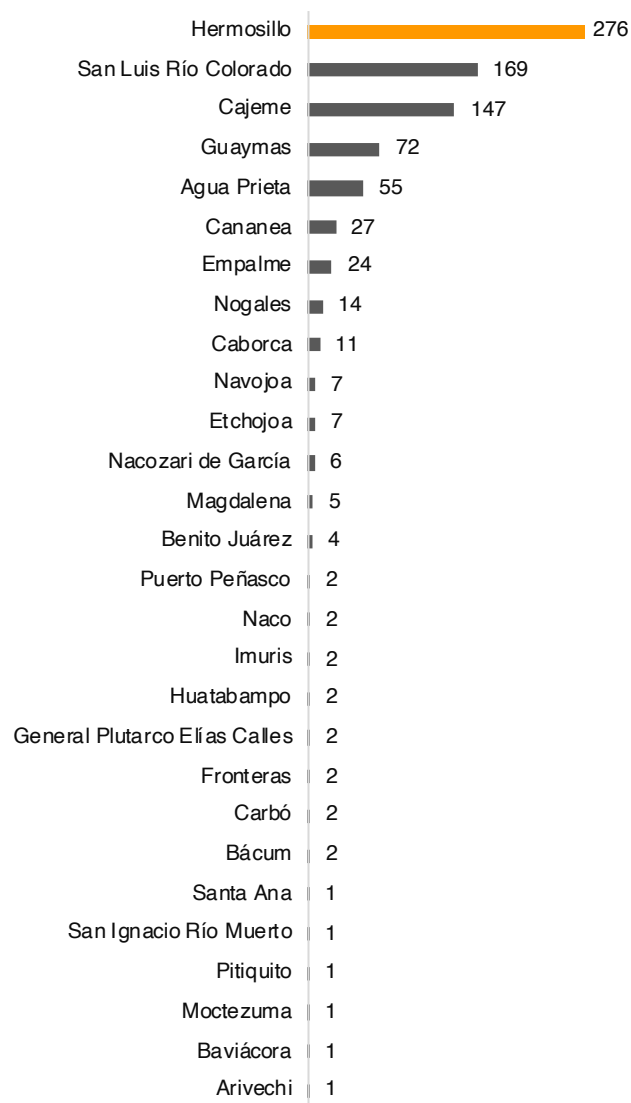 Hermosillo 276
San Luis Río Colorado 169
Cajeme 147
Guaymas 72
Agua Prieta 55
Cananea 27
Empalme 24
Nogales 14
Caborca 11
Navojoa 7
Etchojoa 7
Nacozari de García 6
Magdalena 5
Benito Juárez 4
Puerto Peñasco 2
Naco 2
Imuris 2
Huatabampo 2
General Plutarco Elías Calles 2
Fronteras 2
Carbó 2
Bácum 2
Santa Ana 1
San Ignacio Río Muerto 1
Pitiquito 1
Moctezuma 1
Baviácora 1
Arivechi 1